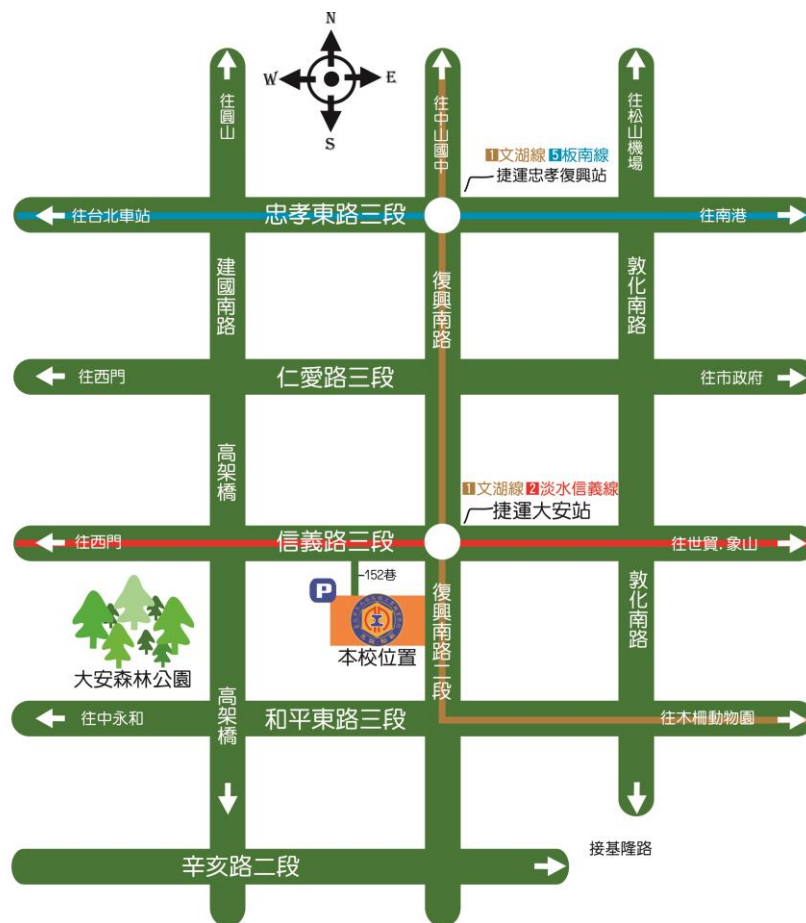 N
W
E
S
往圓山
往中山國中
往松山機場
1文湖線 5板南線
捷運忠孝復興站
往台北車站
忠孝東路三段
往南港
建國南路
復興南路
敦化南路
往西門
仁愛路三段
往市政府
高架橋
1文湖線 2淡水信義線
捷運大安站
往西門
信義路三段
往世貿.象山
152巷
P
復興南路二段
敦化南路
本校位置
大安森林公園
高架橋
往中永和
和平東路三段
往木柵動物園
接基隆路
辛亥路二段